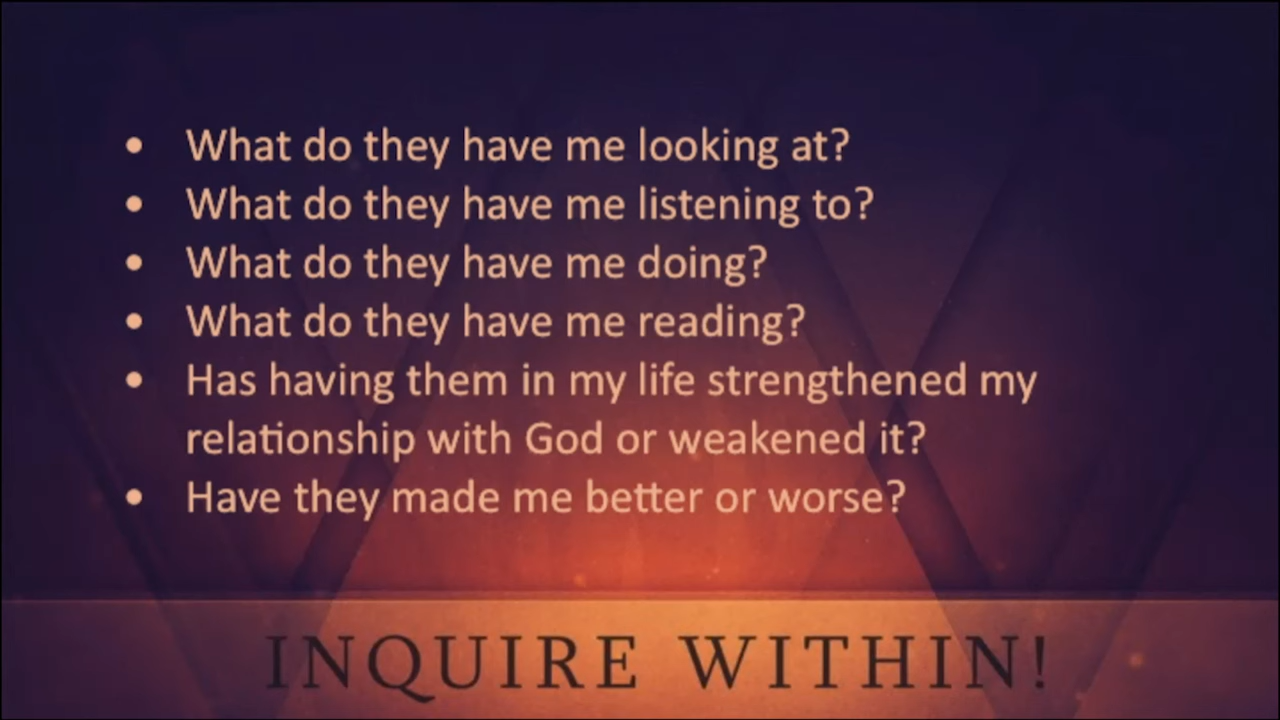 • What do they have me looking at?
• What do they have me listening to?
• What do they have me doing?
• What do they have me reading?
• Has having them in my life strengthened my
relationship with God or weakened it?
• Have they made me better or worse?
INQUIRE WITHIN!